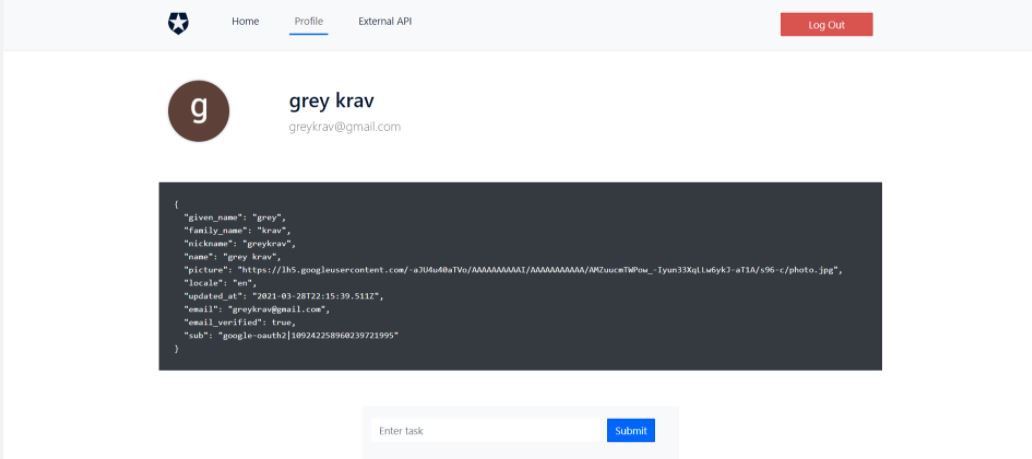 Home Profile External API Log Out
g
grey krav
greykrav@gmail.com
{
"given_name": "grey",
"family_name": "krav",
"nickname": "greykrav",
"name": "grey krav",
"picture": "https://lh5.googleusercontent.com/-aJU4u40aTVo/AAAAAAAAAAI/AAAAAAAAAAA/AMZuucmTWPow_-Iyun33XqLLw6ykJ-aT1A/s96-c/photo.jpg",
"locale": "en",
"updated_at": "2021-03-28T22:15:39.511Z",
"email": "greykrav@gmail.com",
"email_verified": true,
"sub": "google-oauth2|109242258960239721995"
}
Enter task Submit